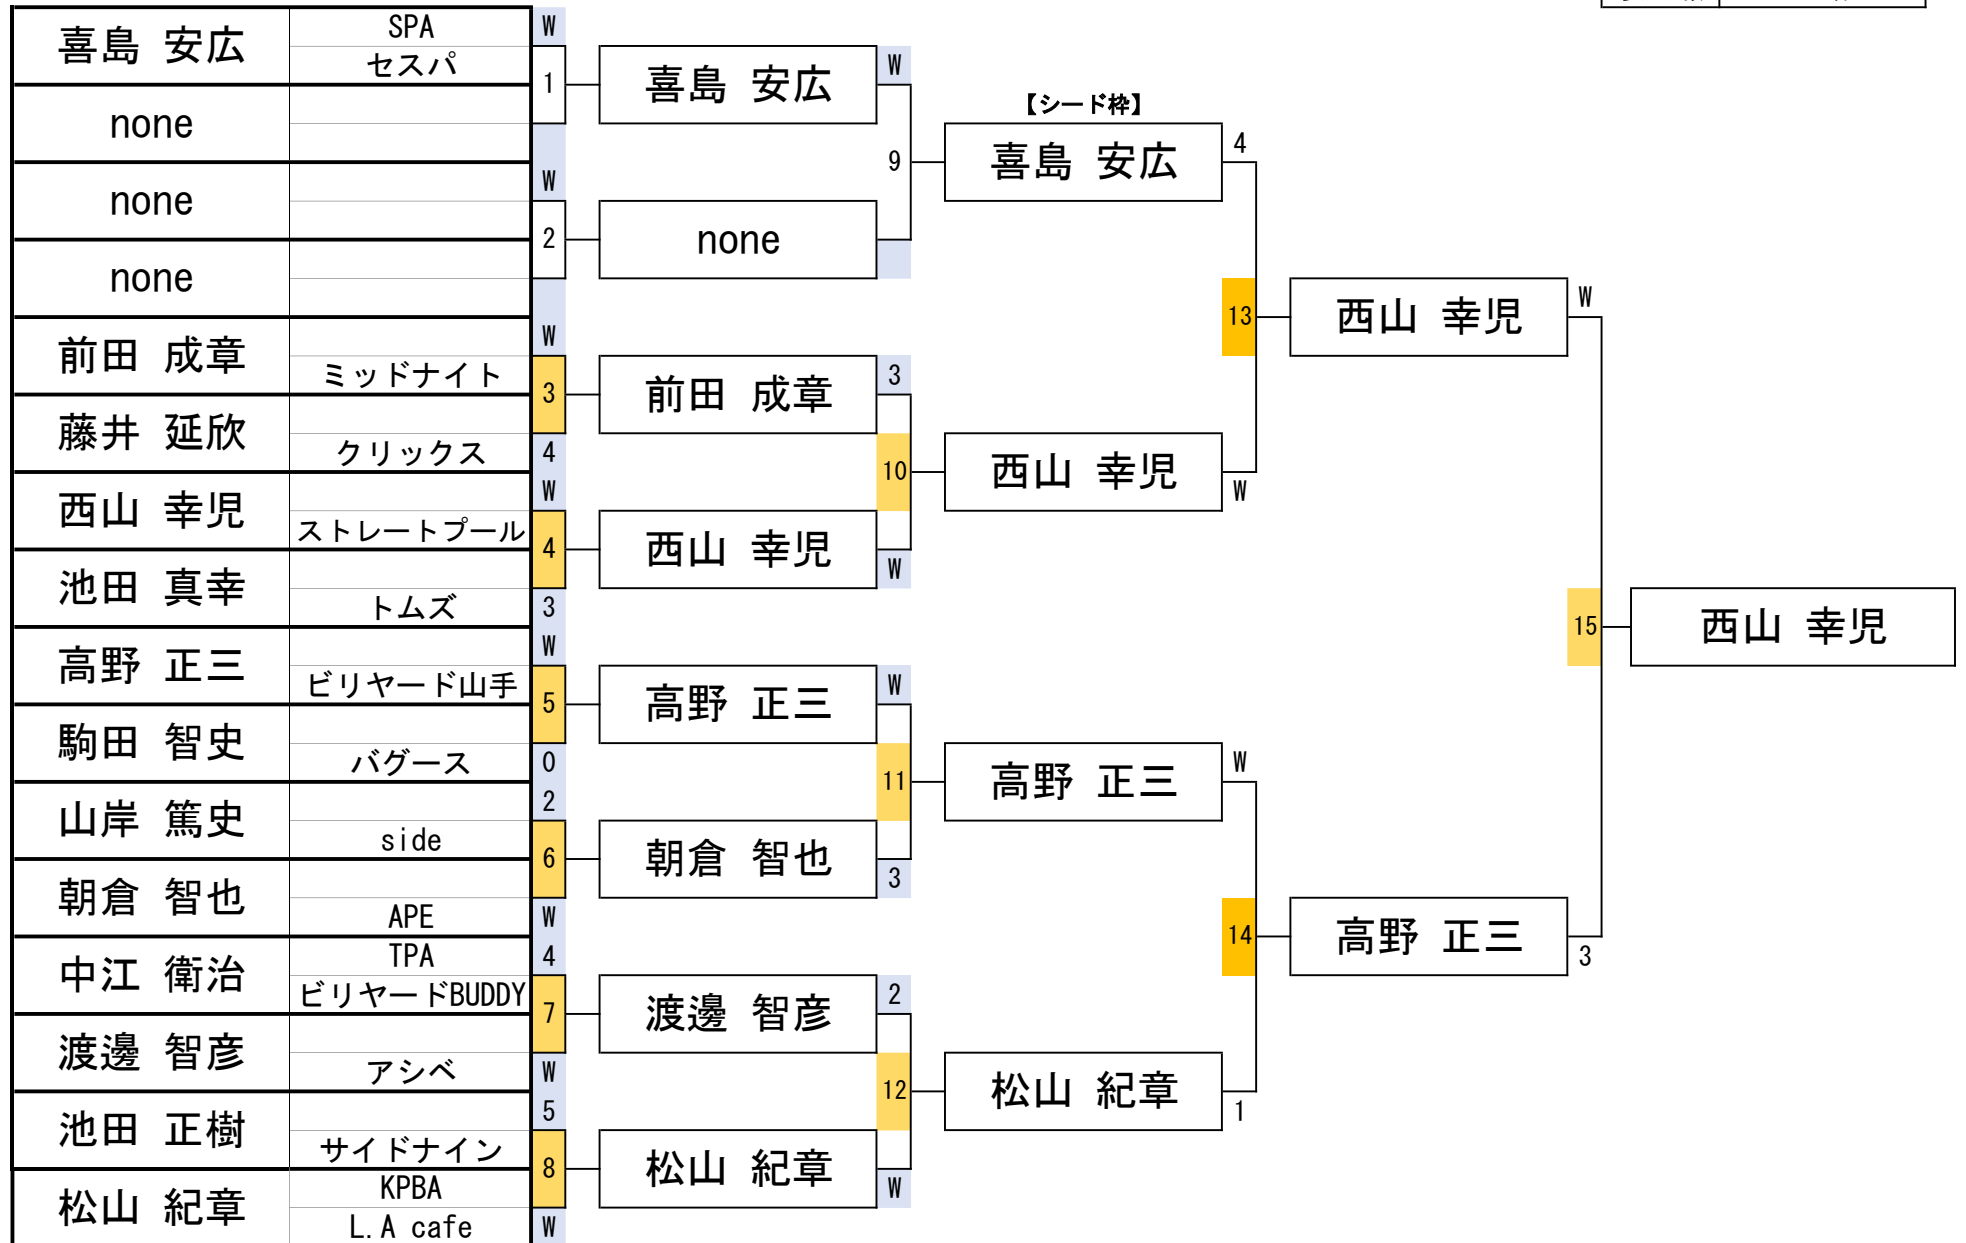 喜島 安広
SPA
セスパ
W
1
none
none
W
2
none
前田 成章
ミッドナイト
W
3
藤井 延欣
クリックス
4
西山 幸児
ストレートプール
W
4
池田 真幸
トムズ
3
高野 正三
ビリヤード山手
W
5
駒田 智史
バグース
0
山岸 篤史
side
2
6
朝倉 智也
APE
W
中江 衛治
TPA
ビリヤードBUDDY
4
7
渡邊 智彦
アシベ
W
池田 正樹
サイドナイン
5
8
松山 紀章
KPBA
L.A cafe
W
喜島 安広
W
9
none
前田 成章
3
10
西山 幸児
W
高野 正三
W
11
朝倉 智也
3
渡邊 智彦
2
12
松山 紀章
W
【シード枠】
喜島 安広
4
13
西山 幸児
W
高野 正三
W
14
松山 紀章
1
西山 幸児
W
15
高野 正三
3
西山 幸児